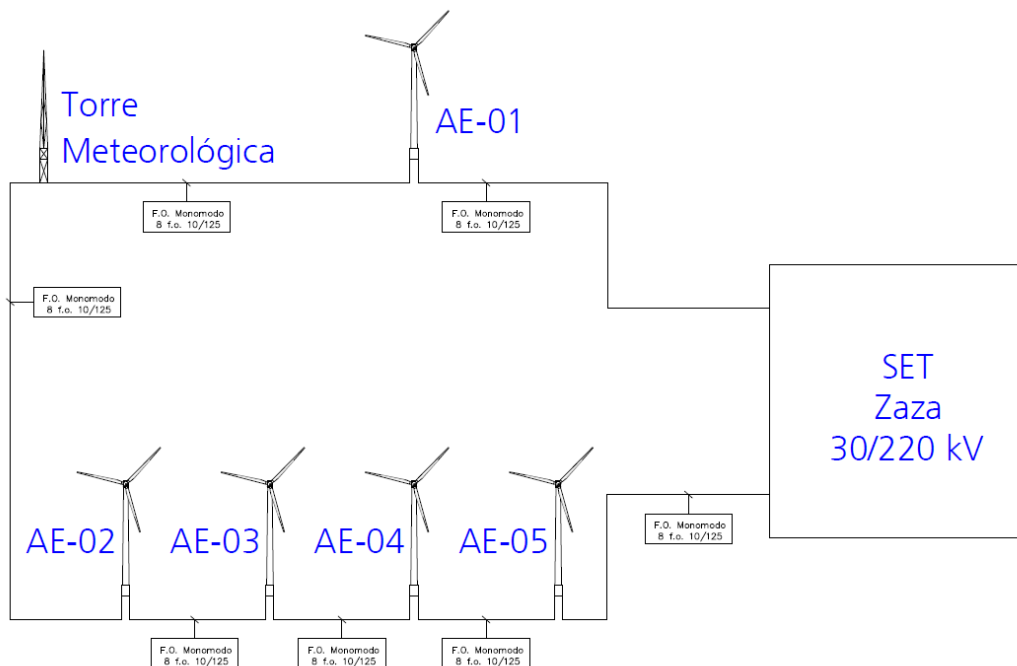 Torre
Meteorológica
AE-01
F.O. Monomodo
8 f.o. 10/125
F.O. Monomodo
8 f.o. 10/125
F.O. Monomodo
8 f.o. 10/125
SET
Zaza
30/220 kV
AE-02
AE-03
AE-04
AE-05
F.O. Monomodo
8 f.o. 10/125
F.O. Monomodo
8 f.o. 10/125
F.O. Monomodo
8 f.o. 10/125
F.O. Monomodo
8 f.o. 10/125